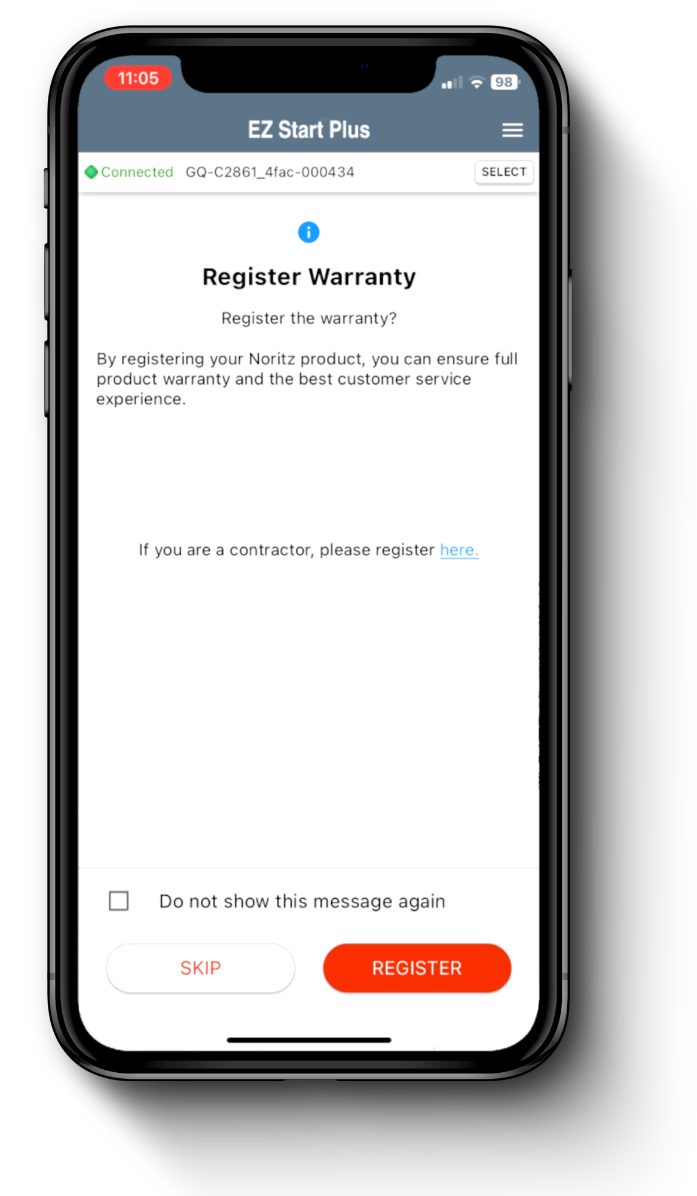 11:05
98
EZ Start Plus
Connected GQ-C2861_4fac-000434 SELECT
Register Warranty
Register the warranty?
By registering your Noritz product, you can ensure full
product warranty and the best customer service
experience.
If you are a contractor, please register here.
Do not show this message again
SKIP REGISTER